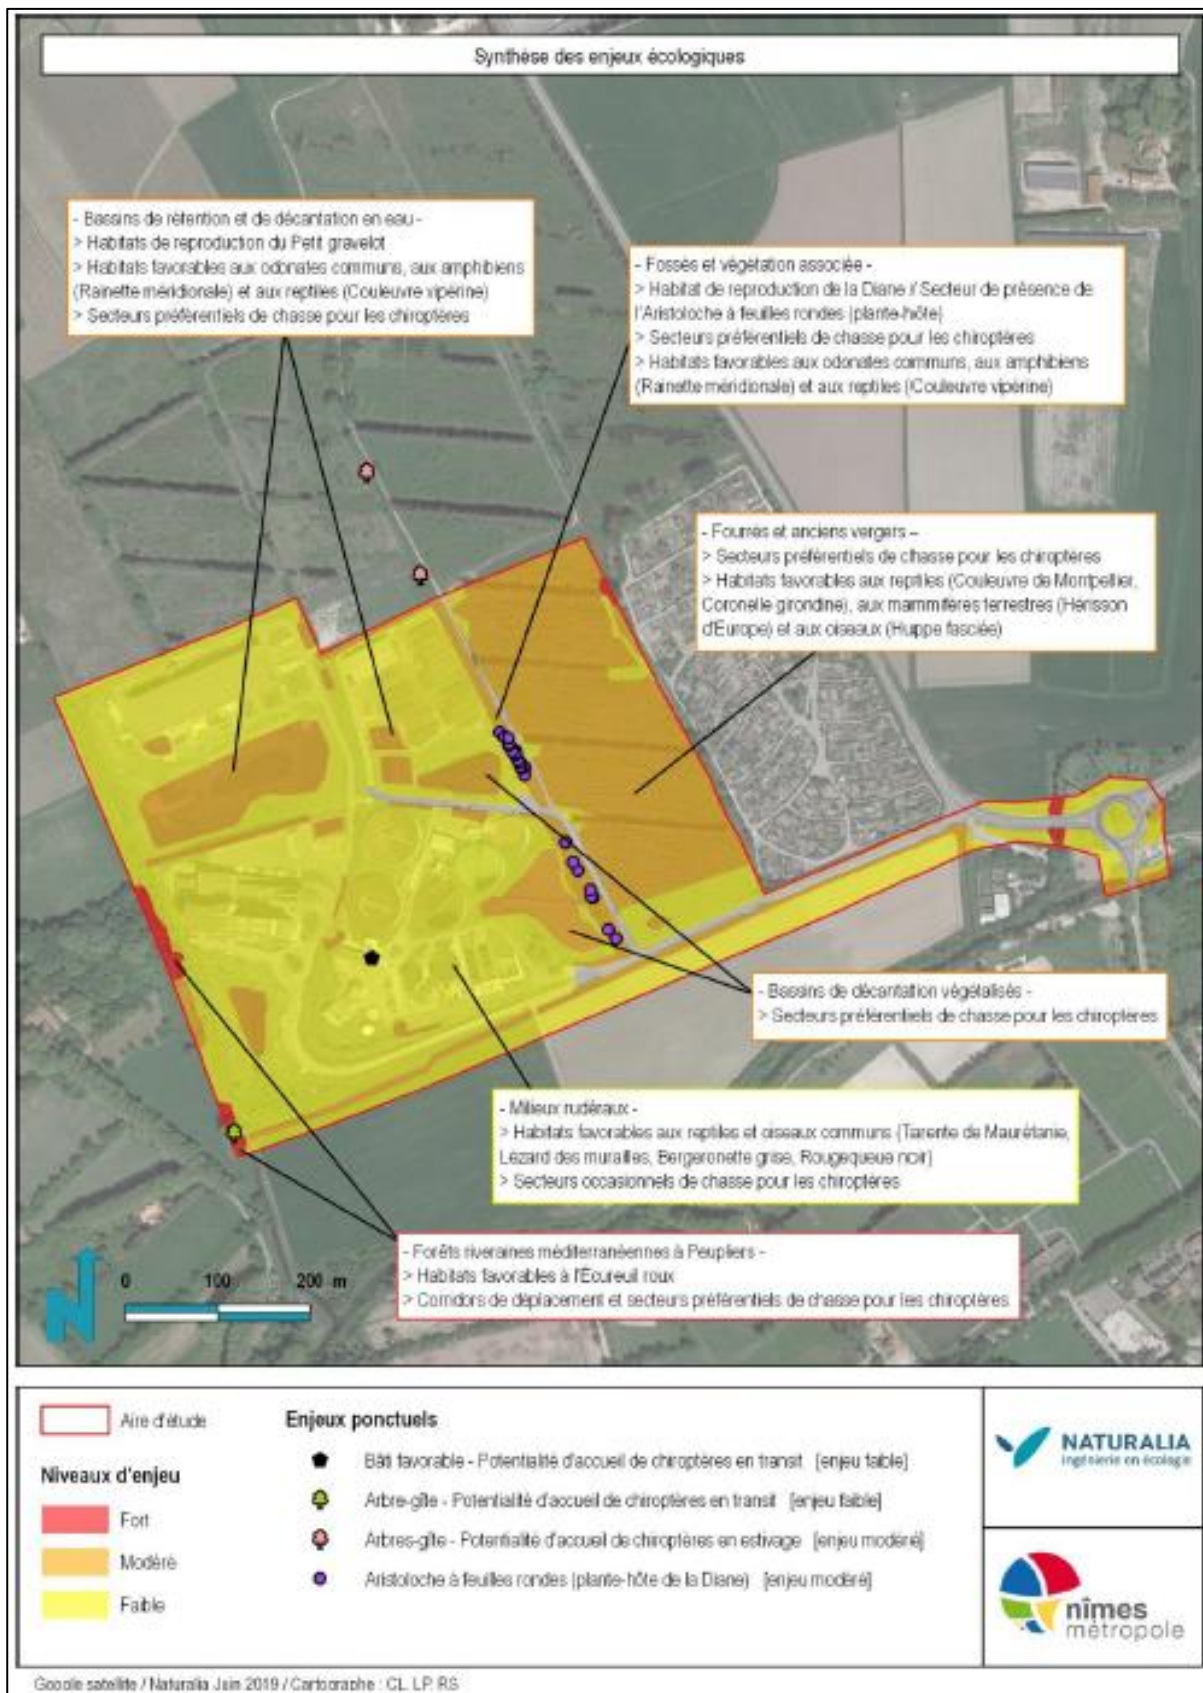 Synthèse des enjeux écologiques
- Bassins de rétention et de décantation en eau -
> Habitats de reproduction du Petit gravelot
> Habitats favorables aux odonates communs, aux amphibiens
(Rainette méridionale) et aux reptiles (Couleuvre vipérine)
> Secteurs préférentiels de chasse pour les chiroptères
- Fossés et végétation associée -
> Habitat de reproduction de la Diane // Secteur de présence de
l'Aristoloche à feuilles rondes (plante-hôte)
> Secteurs préférentiels de chasse pour les chiroptères
> Habitats favorables aux odonates communs, aux amphibiens
(Rainette méridionale) et aux reptiles (Couleuvre vipérine)
- Fourrés et anciens vergers -
> Secteurs préférentiels de chasse pour les chiroptères
> Habitats favorables aux reptiles (Couleuvre de Montpellier,
Coronelle girondine), aux mammifères terrestres (Hérisson
d'Europe) et aux oiseaux (Huppe fasciée)
- Bassins de décantation végétalisés -
> Secteurs préférentiels de chasse pour les chiroptères
- Milieux rudéraux -
> Habitats favorables aux reptiles et oiseaux communs (Tarente de Maurétanie,
Lézard des murailles, Bergeronette grise, Rougequeue noir)
> Secteurs occasionnels de chasse pour les chiroptères
- Forêts riveraines méditerranéennes à Peupliers -
> Habitats favorables à l'Écureuil roux
> Corridors de déplacement et secteurs préférentiels de chasse pour les chiroptères
0 100 200 m
N
Aire d'étude
Niveaux d'enjeu
Fort
Modéré
Faible
Enjeux ponctuels
Bâti favorable - Potentialité d'accueil de chiroptères en transit [enjeu faible]
Arbre-gîte - Potentialité d'accueil de chiroptères en transit [enjeu faible]
Arbres-gîte - Potentialité d'accueil de chiroptères en estivage [enjeu modéré]
Aristoloche à feuilles rondes (plante-hôte de la Diane) [enjeu modéré]
NATURALIA
ingénierie en écologie
nîmes
métropole
Google satellite / Naturalia Juin 2019 / Cartographe : CL. LP. RS